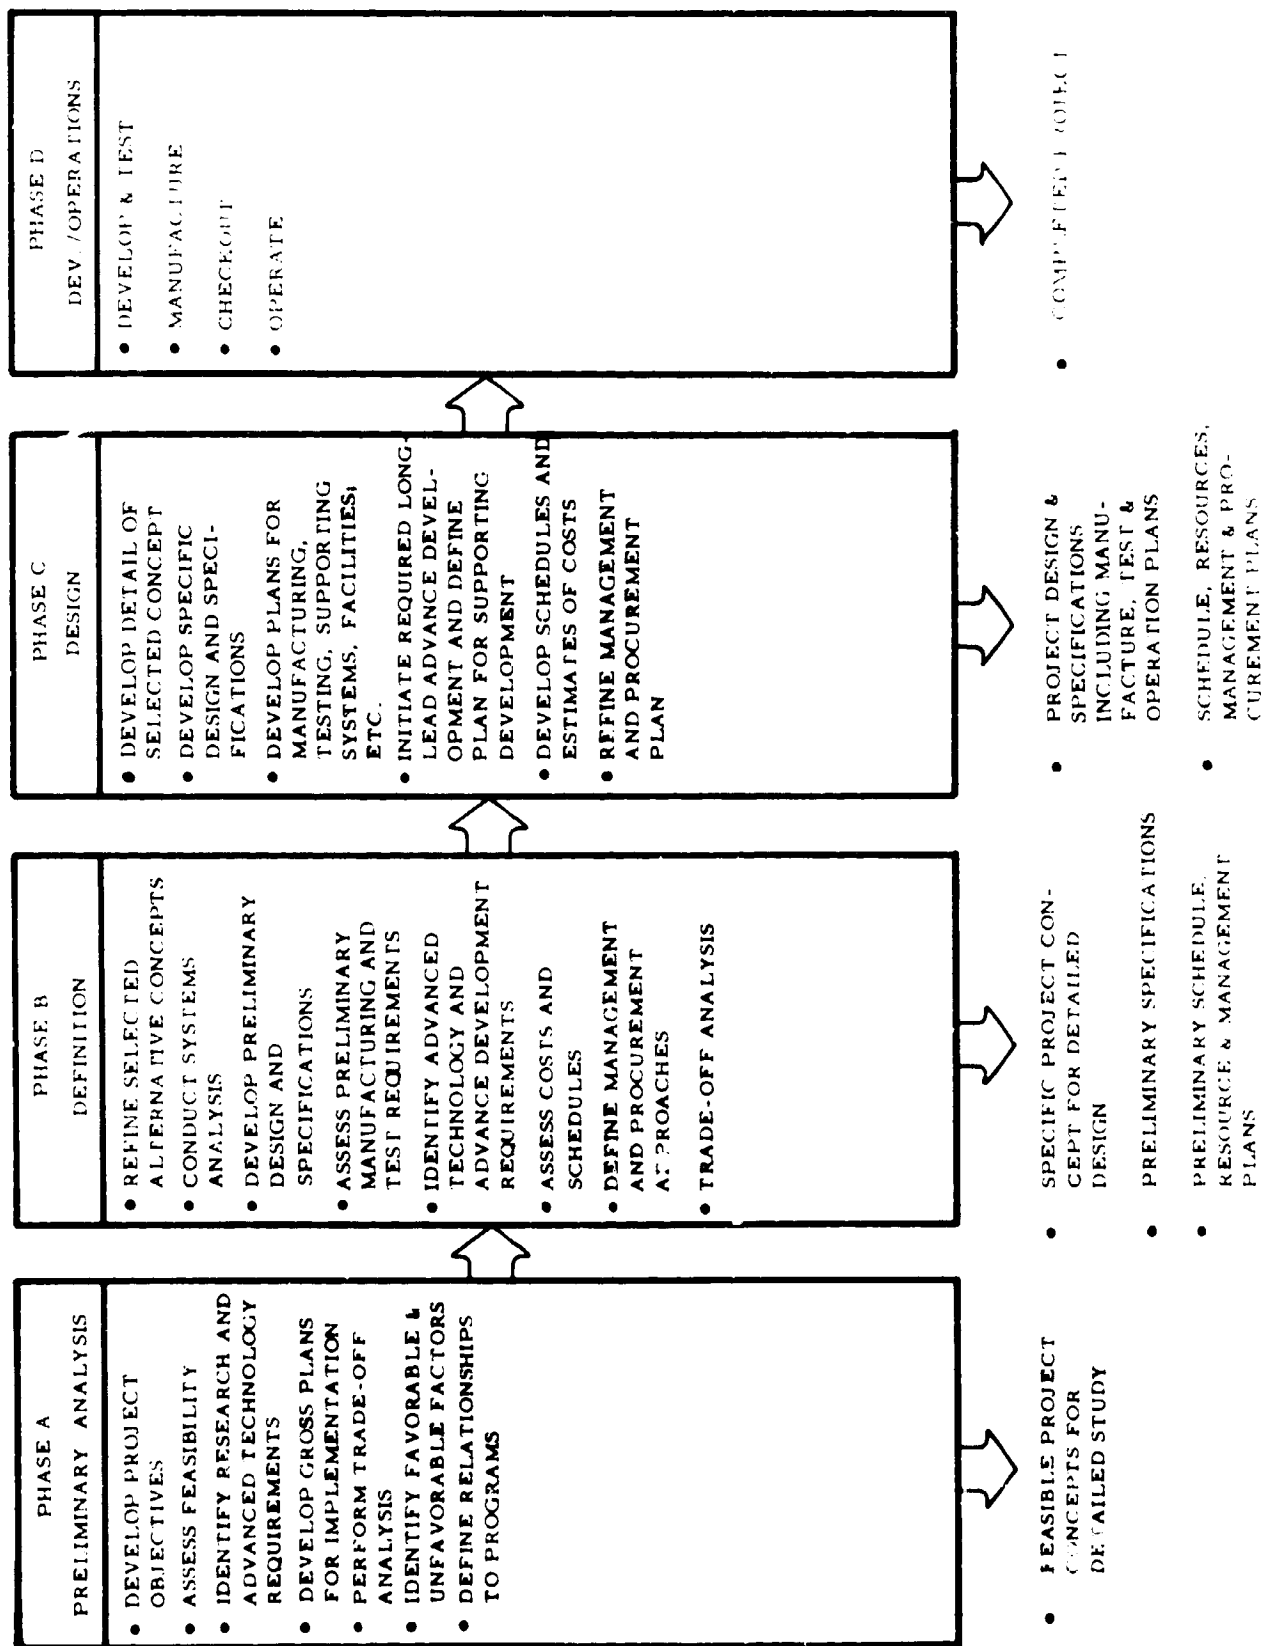 PHASE A
PRELIMINARY ANALYSIS
• DEVELOP PROJECT
OBJECTIVES
• ASSESS FEASIBILITY
• IDENTIFY RESEARCH AND
ADVANCED TECHNOLOGY
REQUIREMENTS
• DEVELOP GROSS PLANS
FOR IMPLEMENTATION
• PERFORM TRADE-OFF
ANALYSIS
• IDENTIFY FAVORABLE &
UNFAVORABLE FACTORS
• DEFINE RELATIONSHIPS
TO PROGRAMS
• FEASIBLE PROJECT
CONCEPTS FOR
DETAILED STUDY
PHASE B
DEFINITION
• REFINE SELECTED
ALTERNATIVE CONCEPTS
• CONDUCT SYSTEMS
ANALYSIS
• DEVELOP PRELIMINARY
DESIGN AND
SPECIFICATIONS
• ASSESS PRELIMINARY
MANUFACTURING AND
TEST REQUIREMENTS
• IDENTIFY ADVANCED
TECHNOLOGY AND
ADVANCE DEVELOPMENT
REQUIREMENTS
• ASSESS COSTS AND
SCHEDULES
• DEFINE MANAGEMENT
AND PROCUREMENT
APPROACHES
• TRADE-OFF ANALYSIS
• SPECIFIC PROJECT CON-
CEPT FOR DETAILED
DESIGN
• PRELIMINARY SPECIFICATIONS
• PRELIMINARY SCHEDULE,
RESOURCE & MANAGEMENT
PLANS
PHASE C
DESIGN
• DEVELOP DETAIL OF
SELECTED CONCEPT
• DEVELOP SPECIFIC
DESIGN AND SPECI-
FICATIONS
• DEVELOP PLANS FOR
MANUFACTURING,
TESTING, SUPPORTING
SYSTEMS, FACILITIES,
ETC.
• INITIATE REQUIRED LONG-
LEAD ADVANCE DEVEL-
OPMENT AND DEFINE
PLAN FOR SUPPORTING
DEVELOPMENT
• DEVELOP SCHEDULES AND
ESTIMATES OF COSTS
• REFINE MANAGEMENT
AND PROCUREMENT
PLAN
• PROJECT DESIGN &
SPECIFICATIONS
INCLUDING MANU-
FACTURE, TEST &
OPERATION PLANS
• SCHEDULE, RESOURCES,
MANAGEMENT & PRO-
CUREMENT PLANS
PHASE D
DEV./OPERATIONS
• DEVELOP & TEST
• MANUFACTURE
• CHECKOUT
• OPERATE
• COMPLETED PROJECT